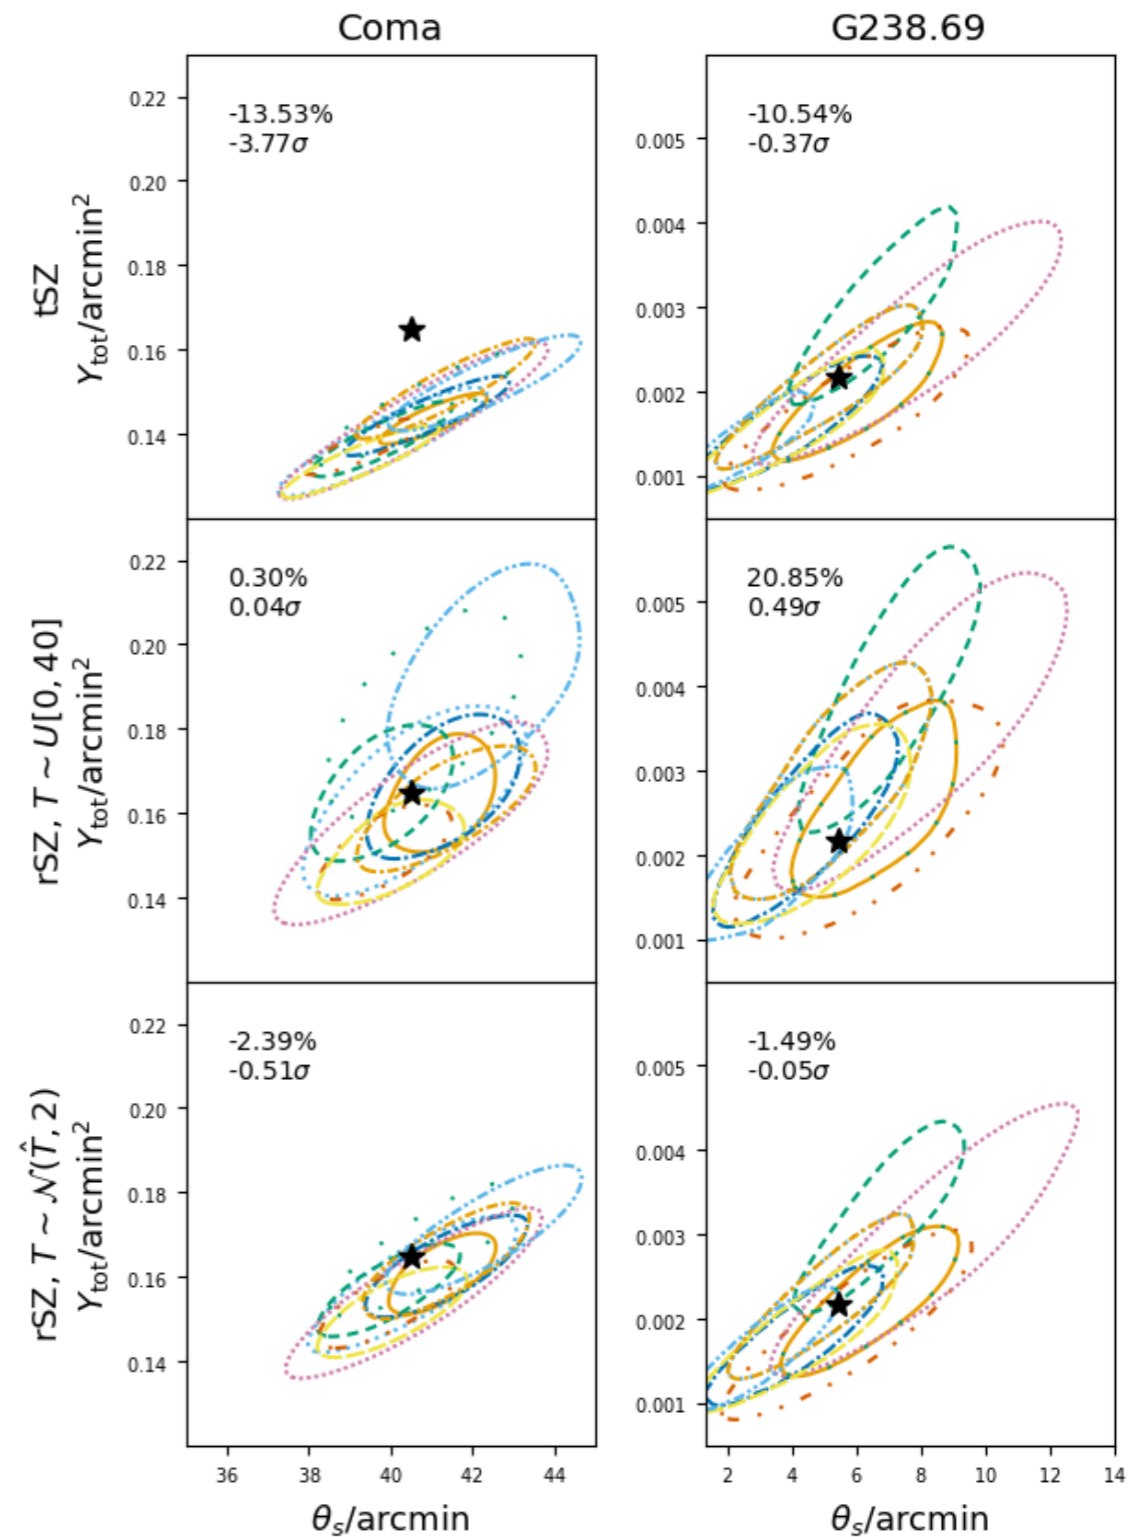 Coma
G238.69
tSZ
Y_tot/arcmin²
0.22
0.20
0.18
0.16
0.14
-13.53%
-3.77σ
0.005
0.004
0.003
0.002
0.001
-10.54%
-0.37σ
rSZ, T ~ U[0, 40]
Y_tot/arcmin²
0.22
0.20
0.18
0.16
0.14
0.30%
0.04σ
0.005
0.004
0.003
0.002
0.001
20.85%
0.49σ
rSZ, T ~ 𝒩(T̂, 2)
Y_tot/arcmin²
0.22
0.20
0.18
0.16
0.14
-2.39%
-0.51σ
0.005
0.004
0.003
0.002
0.001
-1.49%
-0.05σ
36 38 40 42 44
θ_s/arcmin
2 4 6 8 10 12 14
θ_s/arcmin